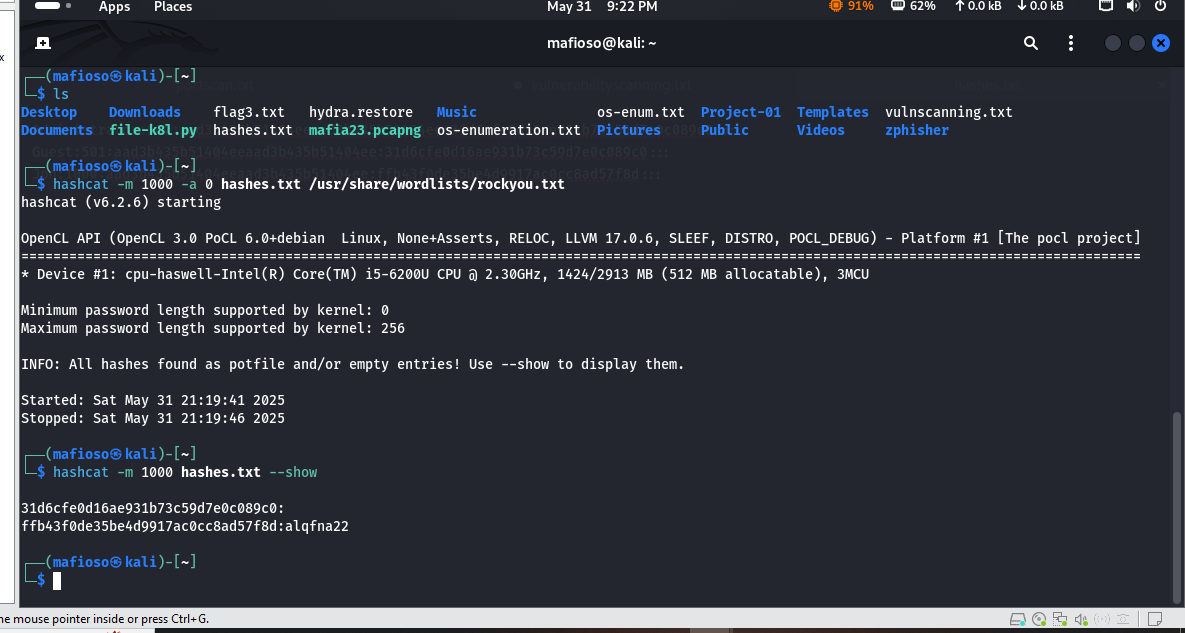 Apps Places May 31 9:22 PM 91% 62% 0.0 kB 0.0 kB
mafioso@kali: ~
x
┌──(mafioso㉿kali)-[~]
└─$ ls
Desktop Downloads flag3.txt hydra.restore Music os-enum.txt Project-01 Templates vulnscanning.txt
Documents file-k8l.py hashes.txt mafia23.pcapng os-enumeration.txt Pictures Public Videos zphisher
Guest:501:aad3b435b51404eeaad3b435b51404ee:31d6cfe0d16ae931b73c59d7e0c089c0:::
┌──(mafioso㉿kali)-[~]
└─$ hashcat -m 1000 -a 0 hashes.txt /usr/share/wordlists/rockyou.txt
hashcat (v6.2.6) starting
OpenCL API (OpenCL 3.0 PoCL 6.0+debian Linux, None+Asserts, RELOC, LLVM 17.0.6, SLEEF, DISTRO, POCL_DEBUG) - Platform #1 [The pocl project]
============================================================================================================================================
* Device #1: cpu-haswell-Intel(R) Core(TM) i5-6200U CPU @ 2.30GHz, 1424/2913 MB (512 MB allocatable), 3MCU
Minimum password length supported by kernel: 0
Maximum password length supported by kernel: 256
INFO: All hashes found as potfile and/or empty entries! Use --show to display them.
Started: Sat May 31 21:19:41 2025
Stopped: Sat May 31 21:19:46 2025
┌──(mafioso㉿kali)-[~]
└─$ hashcat -m 1000 hashes.txt --show
31d6cfe0d16ae931b73c59d7e0c089c0:
ffb43f0de35be4d9917ac0cc8ad57f8d:alqfna22
┌──(mafioso㉿kali)-[~]
└─$
he mouse pointer inside or press Ctrl+G.